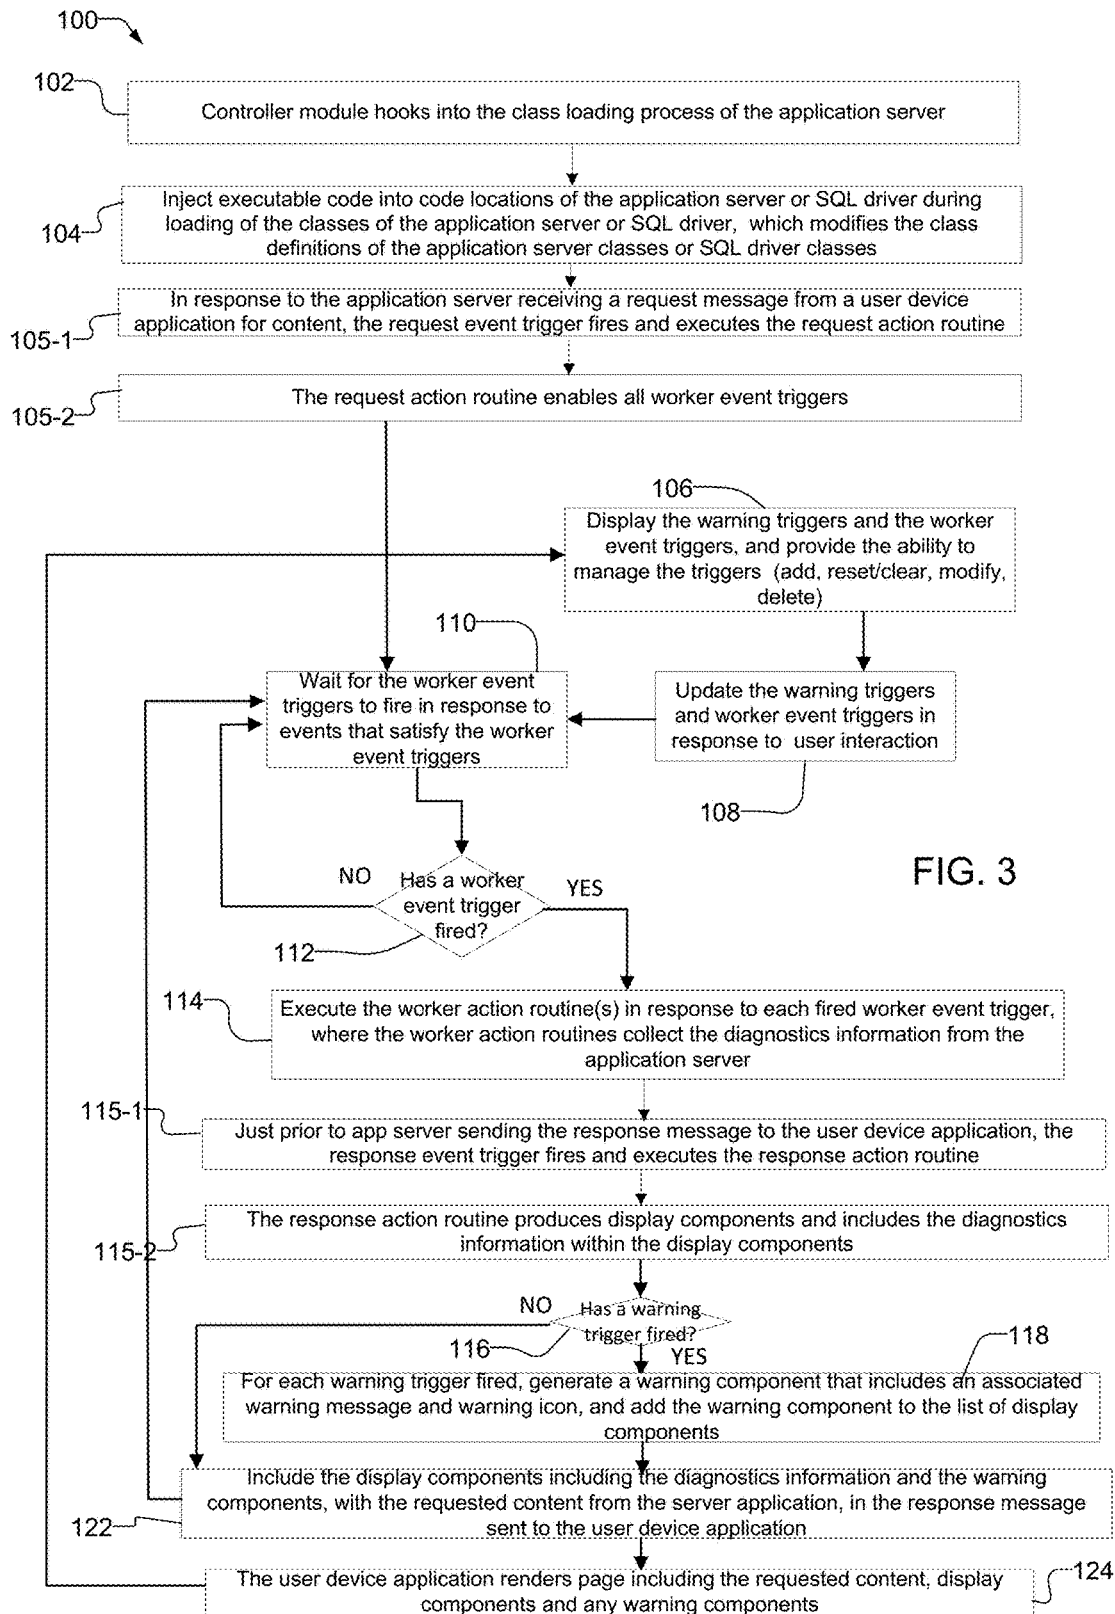 100
102
Controller module hooks into the class loading process of the application server
104
Inject executable code into code locations of the application server or SQL driver during
loading of the classes of the application server or SQL driver, which modifies the class
definitions of the application server classes or SQL driver classes
105-1
In response to the application server receiving a request message from a user device
application for content, the request event trigger fires and executes the request action routine
105-2
The request action routine enables all worker event triggers
106
Display the warning triggers and the worker
event triggers, and provide the ability to
manage the triggers (add, reset/clear, modify,
delete)
110
Wait for the worker event
triggers to fire in response to
events that satisfy the worker
event triggers
Update the warning triggers
and worker event triggers in
response to user interaction
108
FIG. 3
NO
Has a worker
event trigger
fired?
YES
112
114
Execute the worker action routine(s) in response to each fired worker event trigger,
where the worker action routines collect the diagnostics information from the
application server
115-1
Just prior to app server sending the response message to the user device application, the
response event trigger fires and executes the response action routine
115-2
The response action routine produces display components and includes the diagnostics
information within the display components
NO
Has a warning
trigger fired?
116
YES
118
For each warning trigger fired, generate a warning component that includes an associated
warning message and warning icon, and add the warning component to the list of display
components
122
Include the display components including the diagnostics information and the warning
components, with the requested content from the server application, in the response message
sent to the user device application
124
The user device application renders page including the requested content, display
components and any warning components